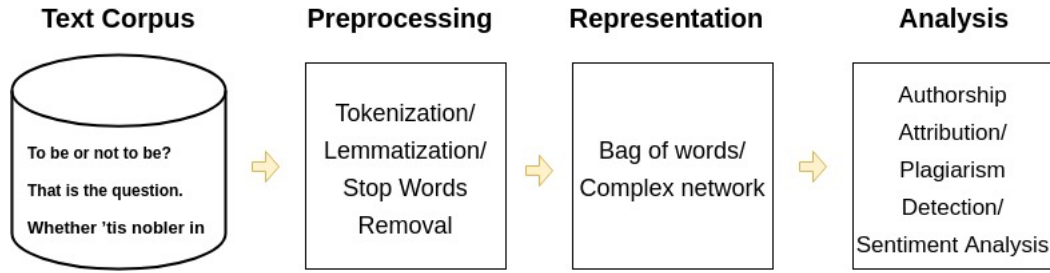 Text Corpus
Preprocessing
Representation
Analysis
To be or not to be?
That is the question.
Whether 'tis nobler in
Tokenization/
Lemmatization/
Stop Words
Removal
Bag of words/
Complex network
Authorship
Attribution/
Plagiarism
Detection/
Sentiment Analysis